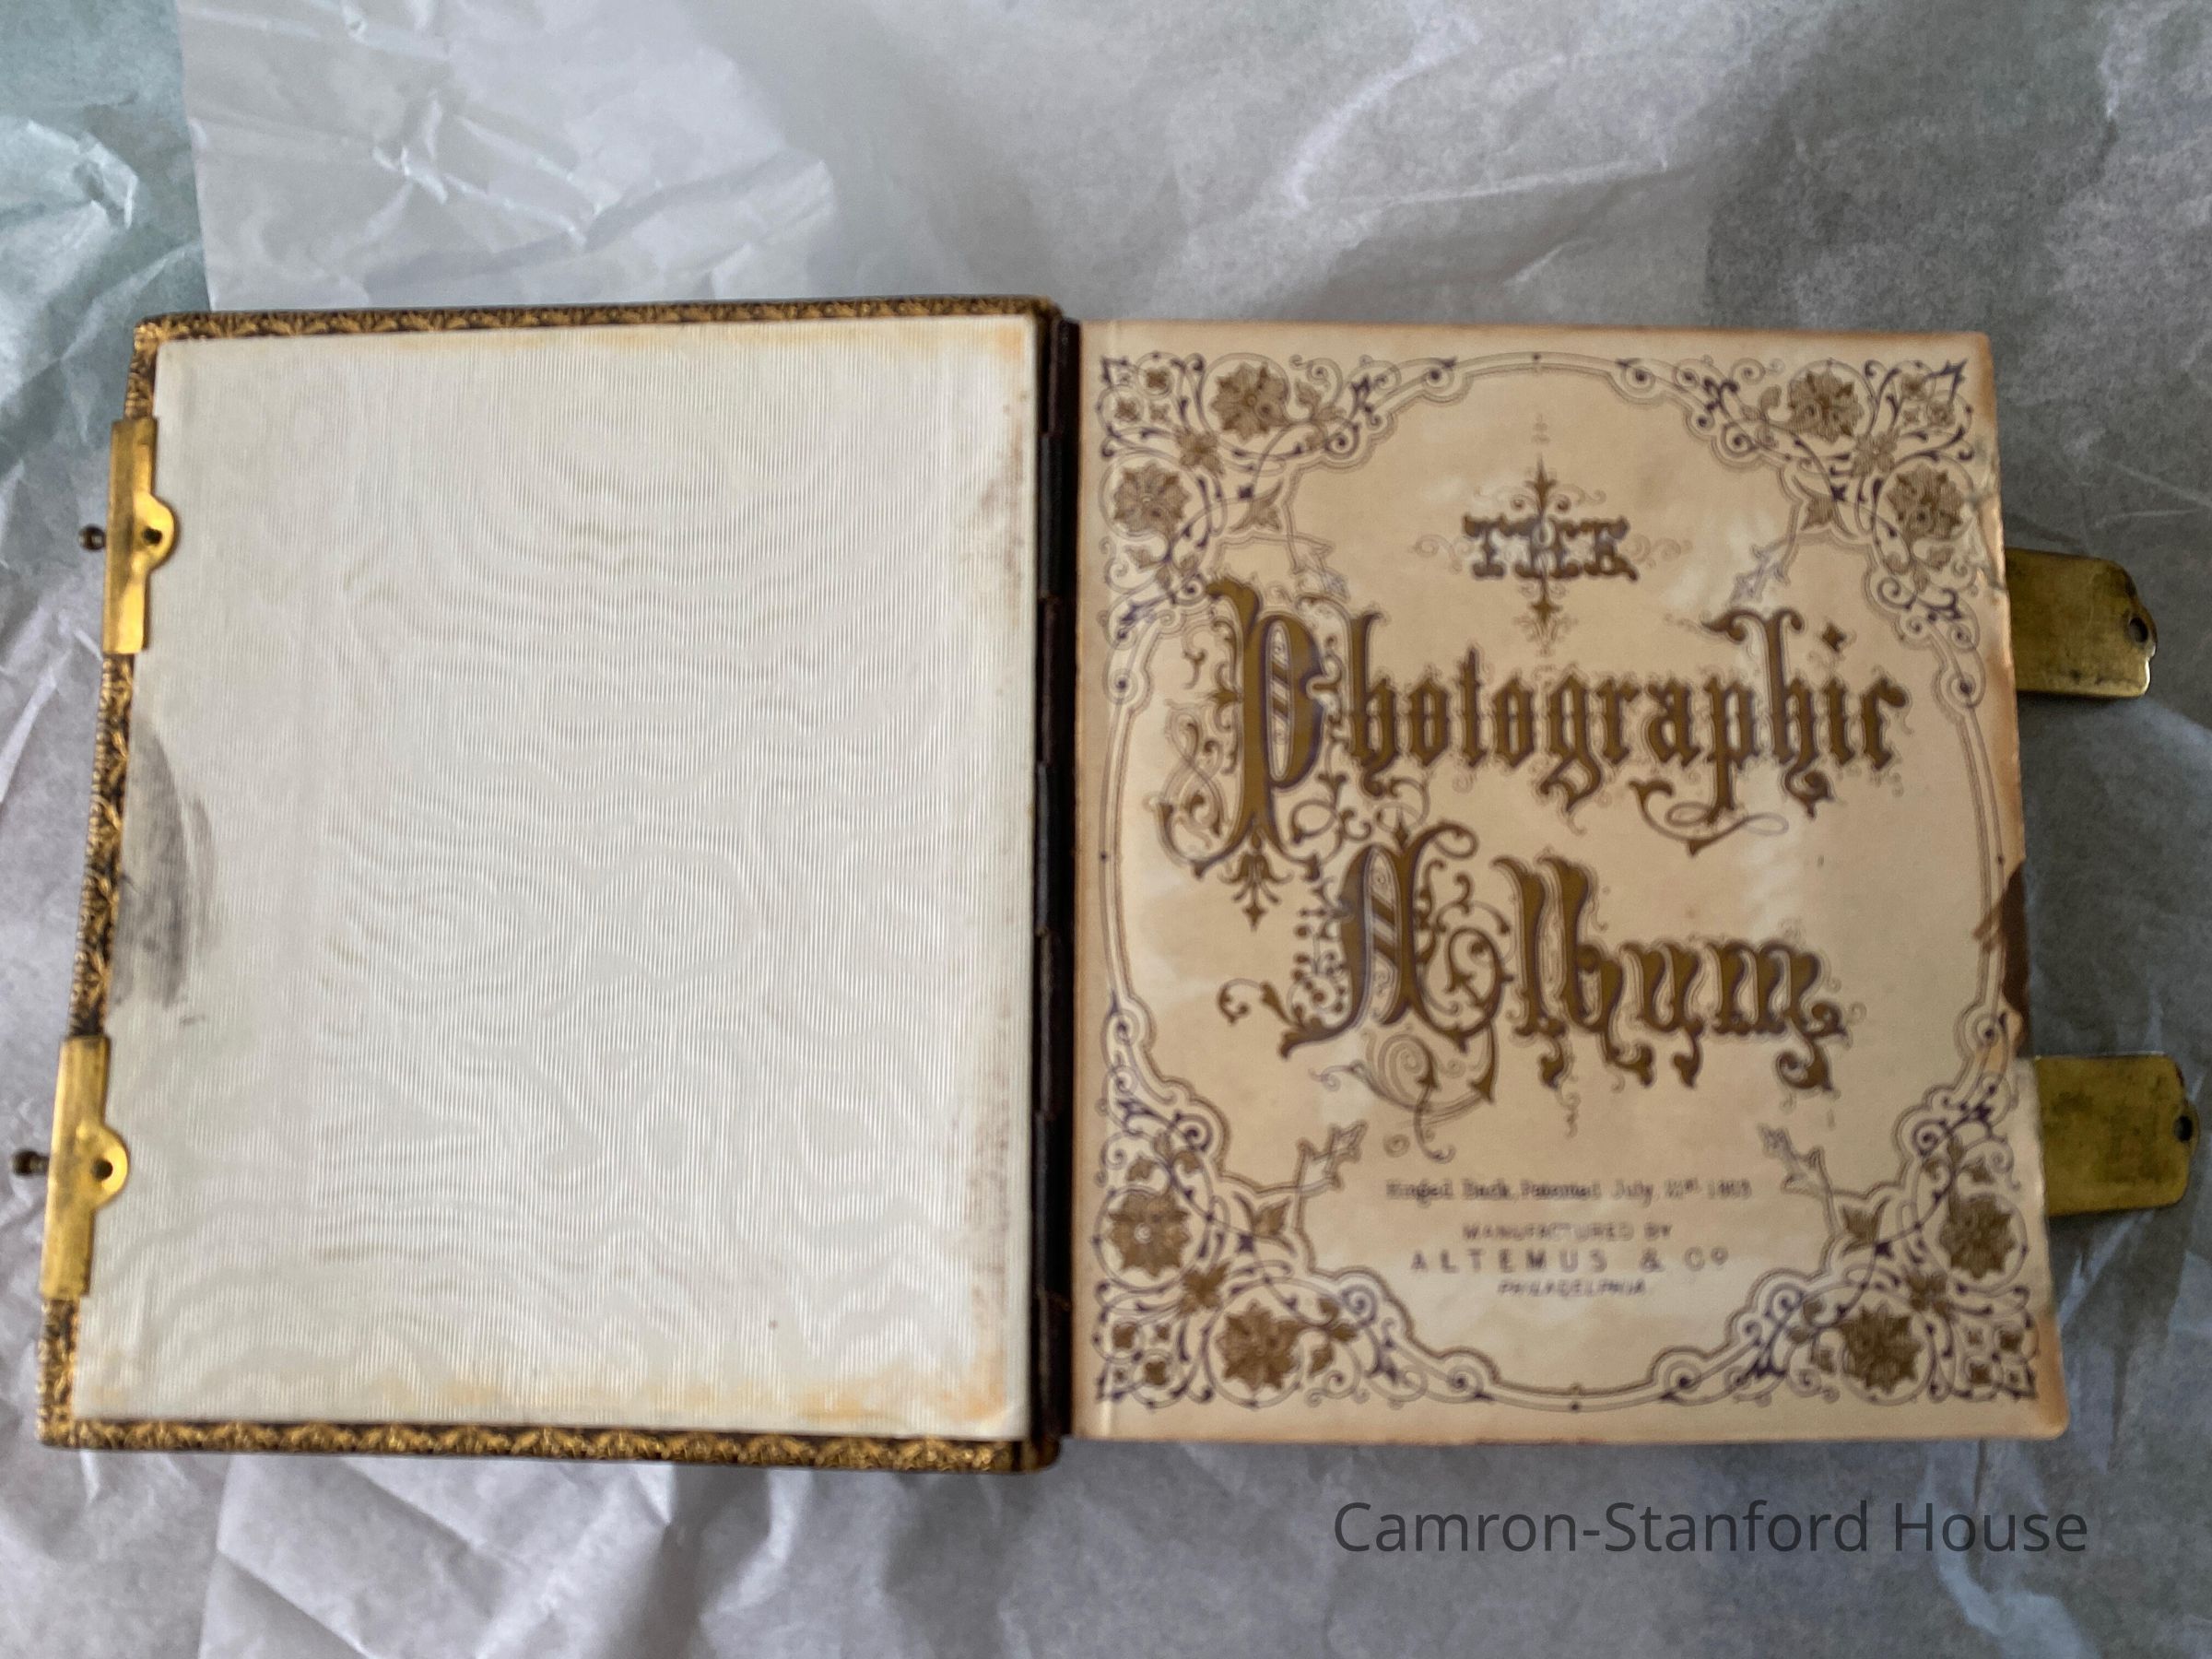 THE
Photographic
Album
Hinged Back, Patented July
MANUFACTURED BY
ALTEMUS & Co
PHILADELPHIA
Camron-Stanford House